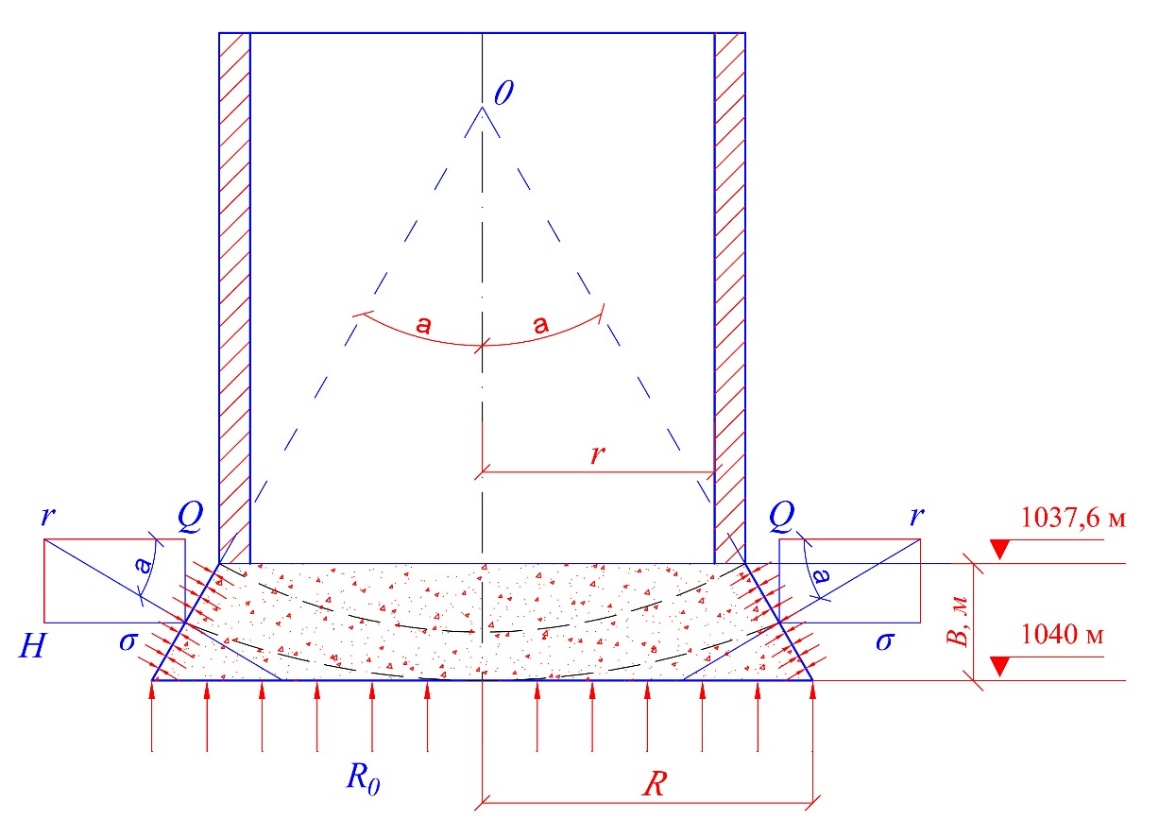 0
a a
r
r Q Q r
1037,6 м
a a
В, м
1040 м
H σ σ
R₀ R